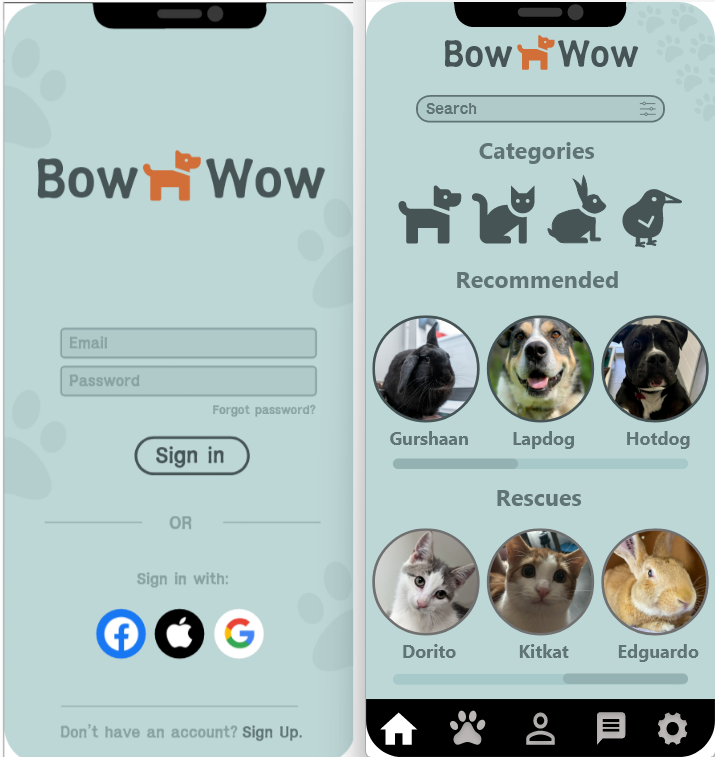 Bow Wow
Email
Password
Forgot password?
Sign in
OR
Sign in with:
Don't have an account? Sign Up.
Bow Wow
Search
Categories
Recommended
Gurshaan Lapdog Hotdog
Rescues
Dorito Kitkat Edguardo